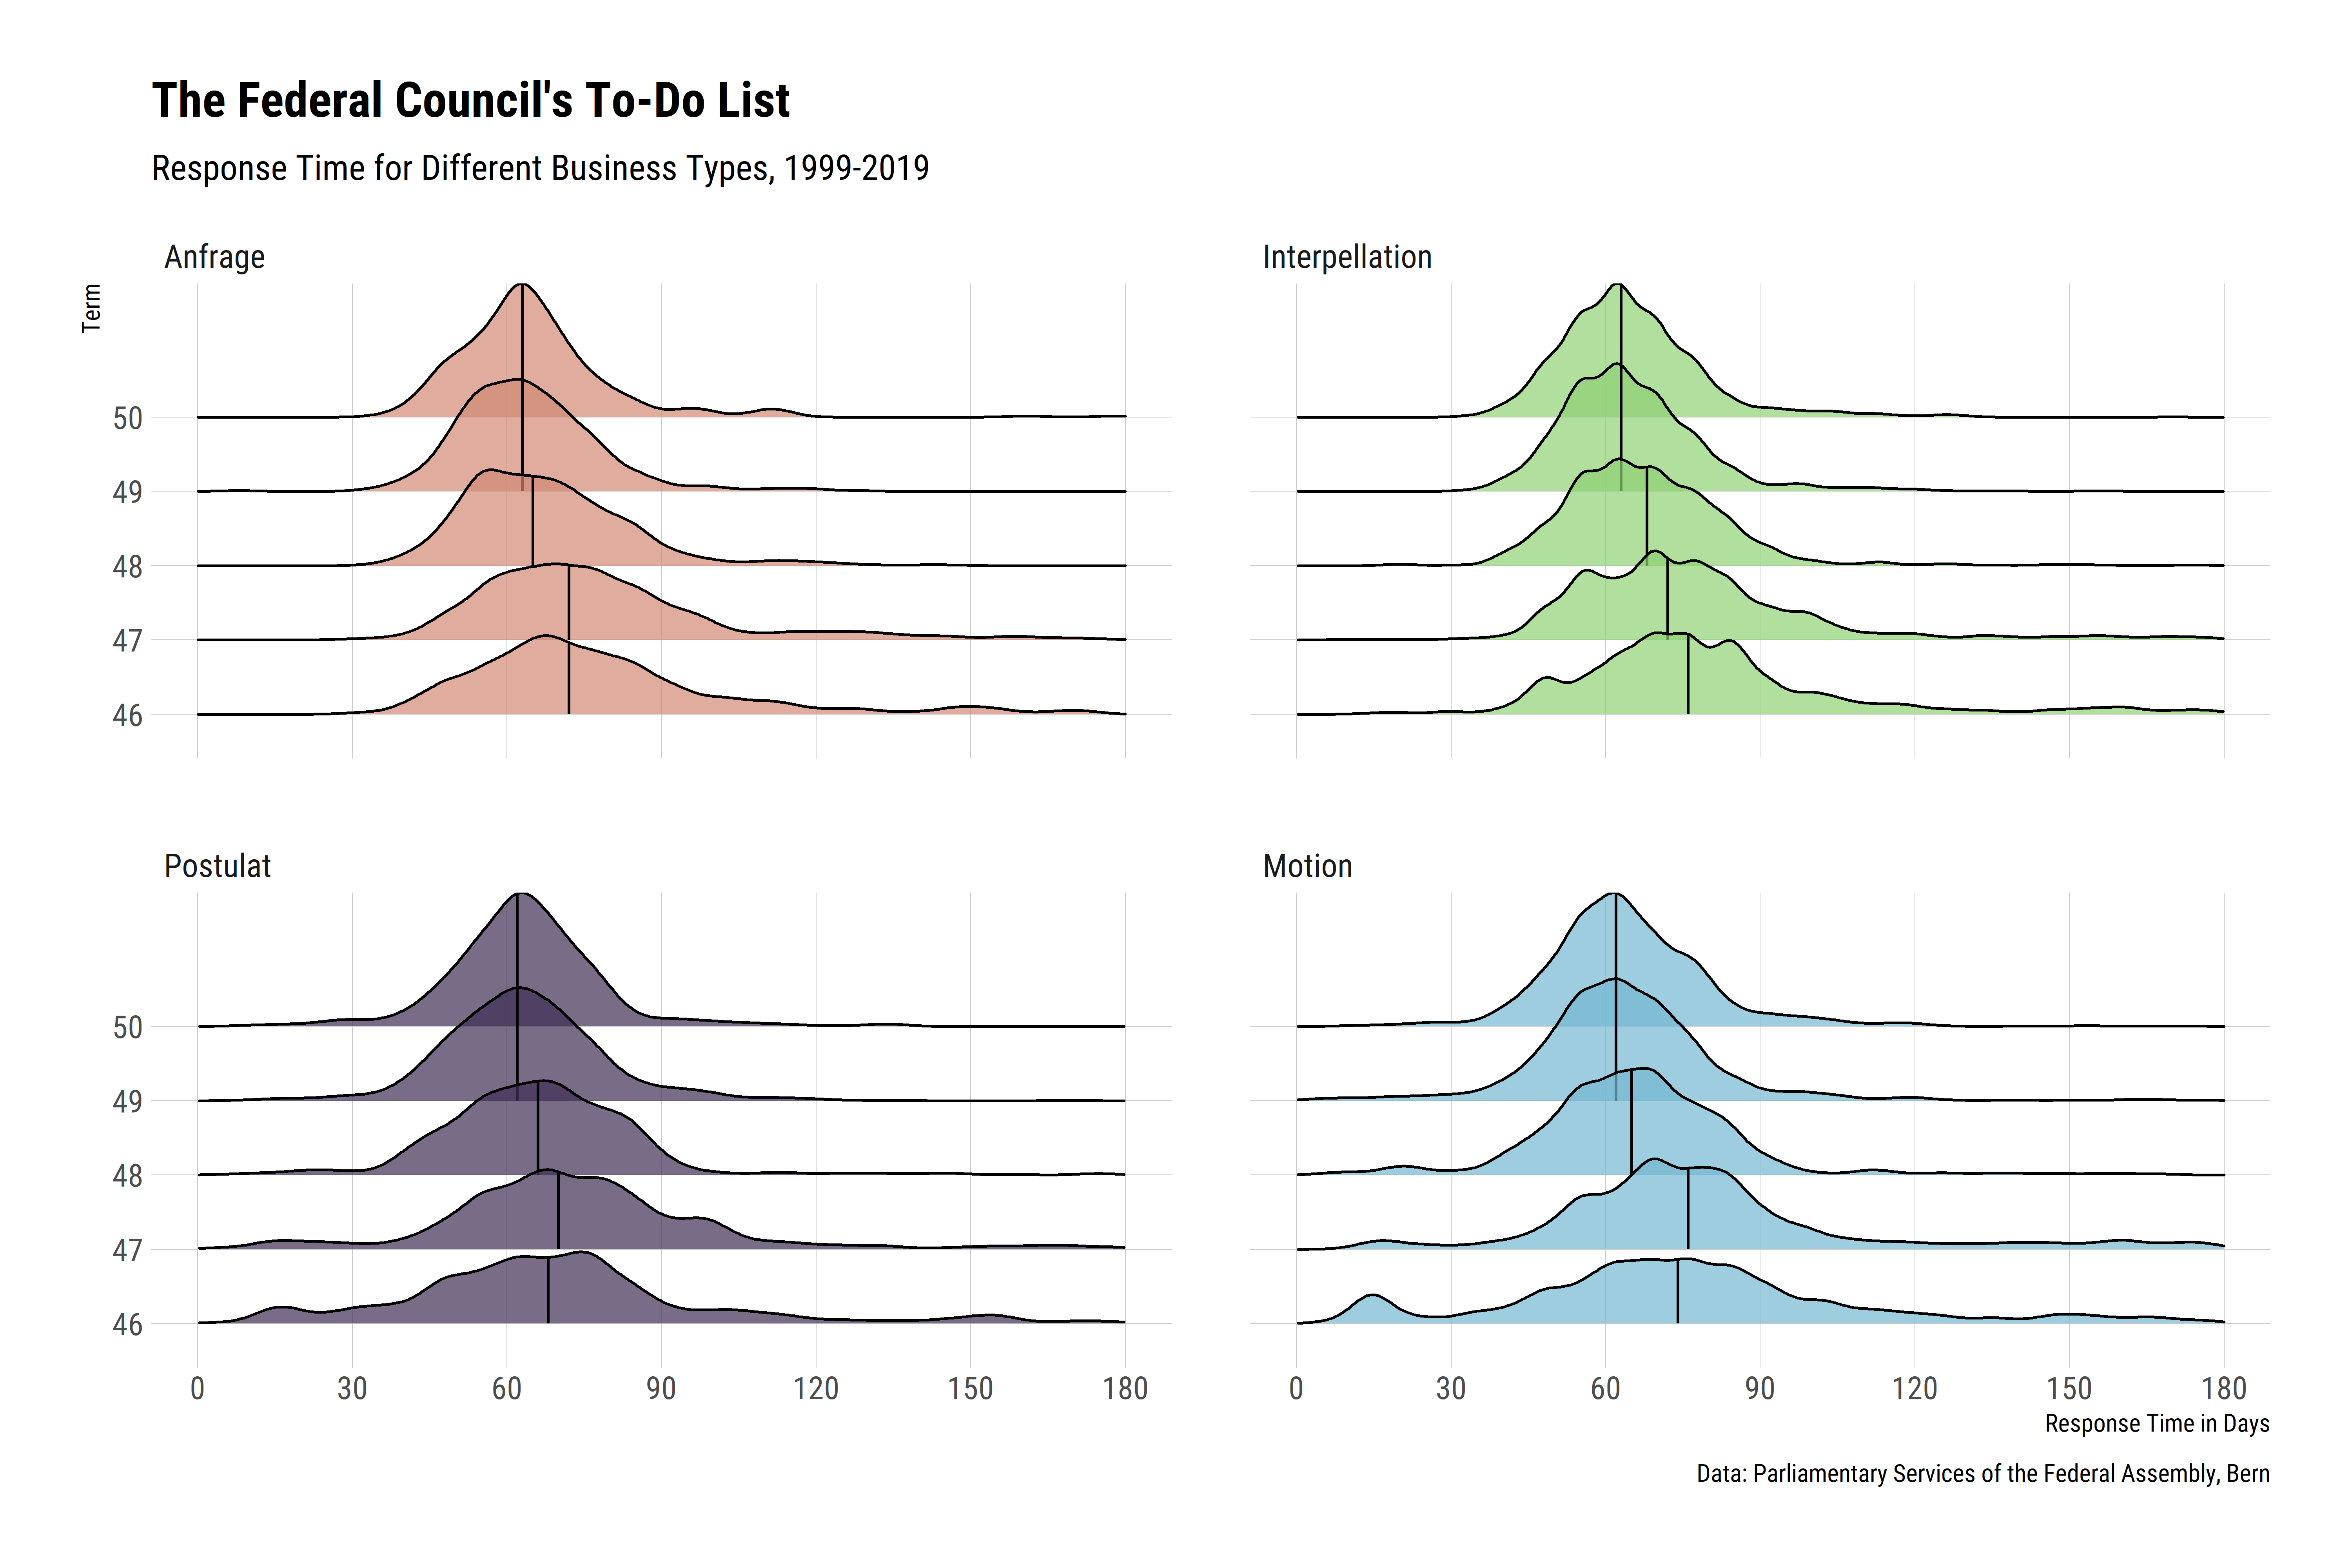 The Federal Council's To-Do List
Response Time for Different Business Types, 1999-2019
Anfrage
Interpellation
Term
50
49
48
47
46
Postulat
Motion
50
49
48
47
46
0 30 60 90 120 150 180
0 30 60 90 120 150 180
Response Time in Days
Data: Parliamentary Services of the Federal Assembly, Bern